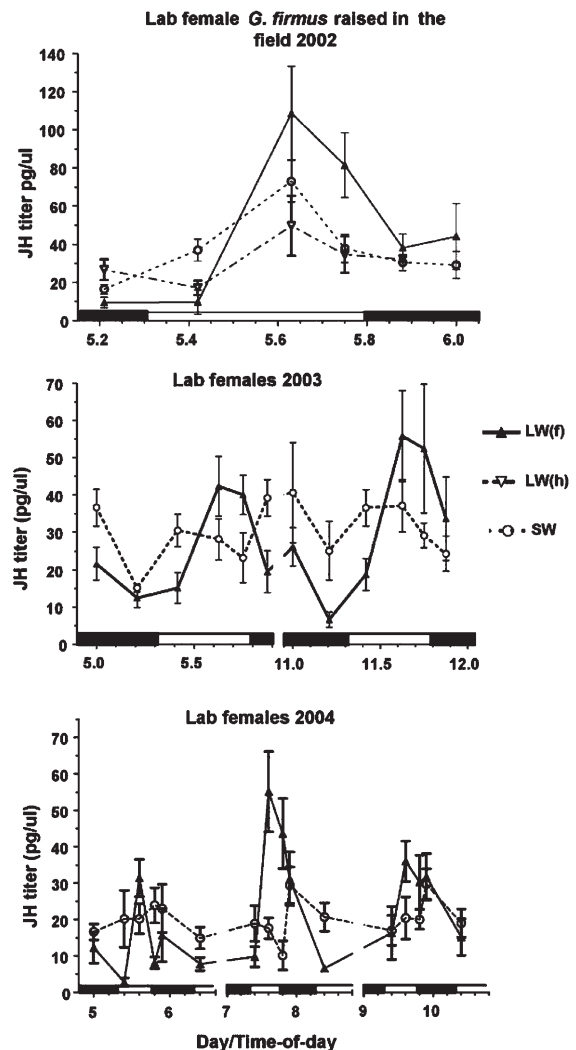 Lab female G. firmus raised in the
field 2002
JH titer pg/ul
140
120
100
80
60
40
20
0
5.2 5.4 5.6 5.8 6.0
Lab females 2003
JH titer (pg/ul)
70
60
50
40
30
20
10
0
5.0 5.5 11.0 11.5 12.0
LW(f)
LW(h)
SW
Lab females 2004
JH titer (pg/ul)
70
60
50
40
30
20
10
0
5 6 7 8 9 10
Day/Time-of-day